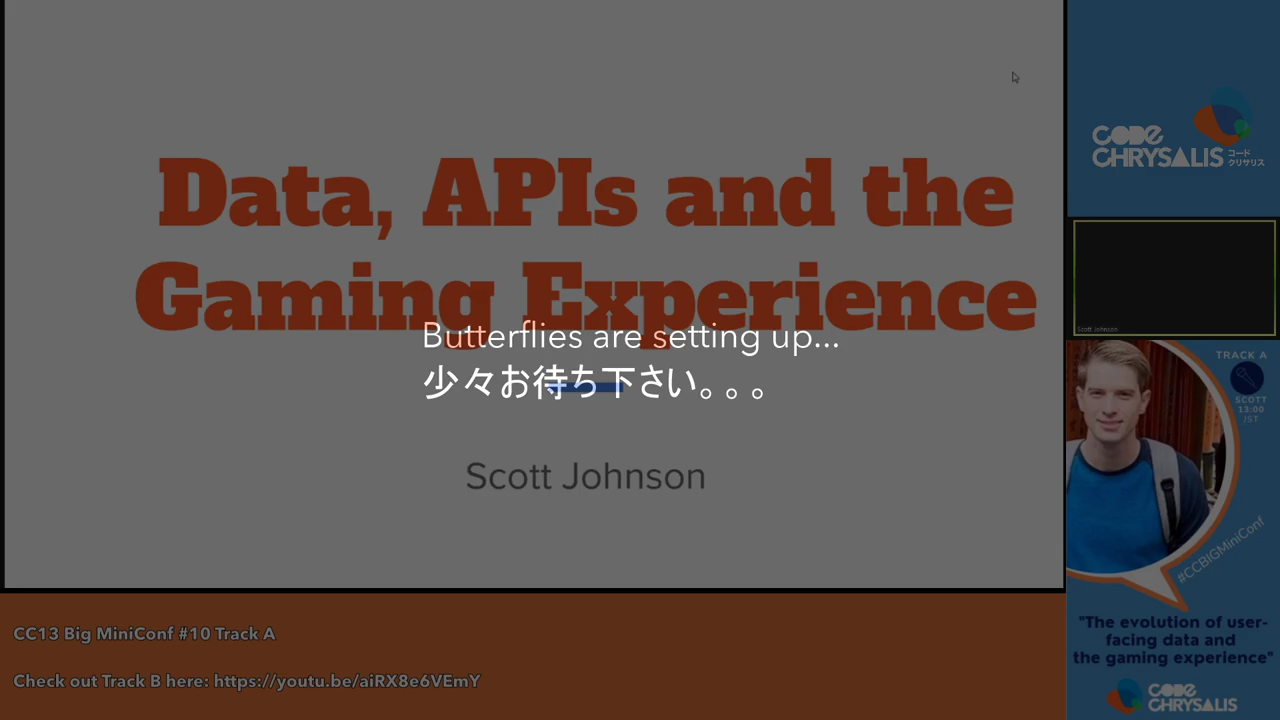 Data, APIs and the
Gaming Experience
Butterflies are setting up...
少々お待ち下さい。。。
Scott Johnson
CC13 Big MiniConf #10 Track A
Check out Track B here: https://youtu.be/aiRX8e6VEmY
CODE
CHRYSALIS
コード
クリサリス
Scott Johnson
TRACK A
SCOTT
13:00
JST
#CCBIGMiniConf
"The evolution of user-
facing data and
the gaming experience"
CODE
CHRYSALIS